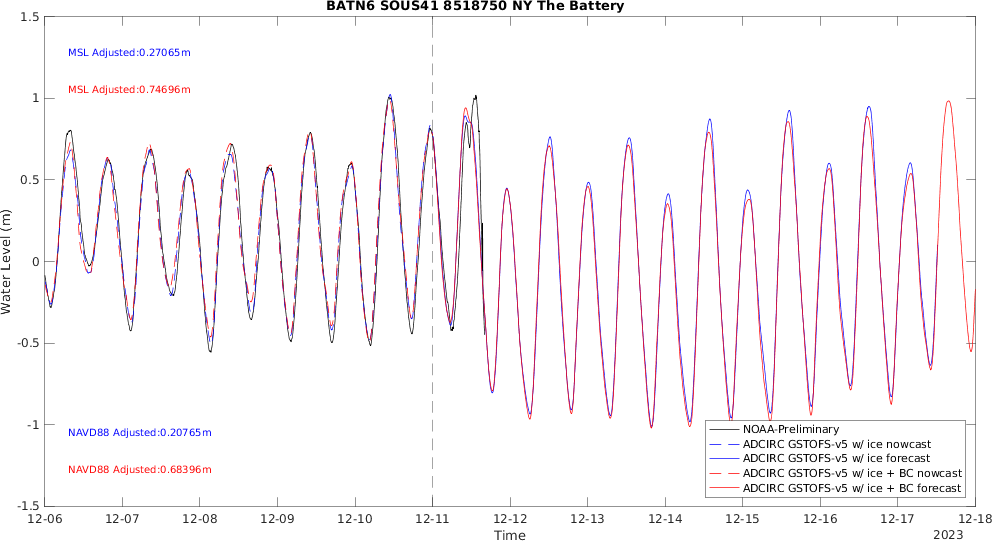 BATN6 SOUS41 8518750 NY The Battery
1.5
MSL Adjusted:0.27065m
MSL Adjusted:0.74696m
1
0.5
0
Water Level (m)
-0.5
-1
NAVD88 Adjusted:0.20765m
NAVD88 Adjusted:0.68396m
-1.5
NOAA-Preliminary
ADCIRC GSTOFS-v5 w/ ice nowcast
ADCIRC GSTOFS-v5 w/ ice forecast
ADCIRC GSTOFS-v5 w/ ice + BC nowcast
ADCIRC GSTOFS-v5 w/ ice + BC forecast
12-06 12-07 12-08 12-09 12-10 12-11 12-12 12-13 12-14 12-15 12-16 12-17 12-18
Time
2023